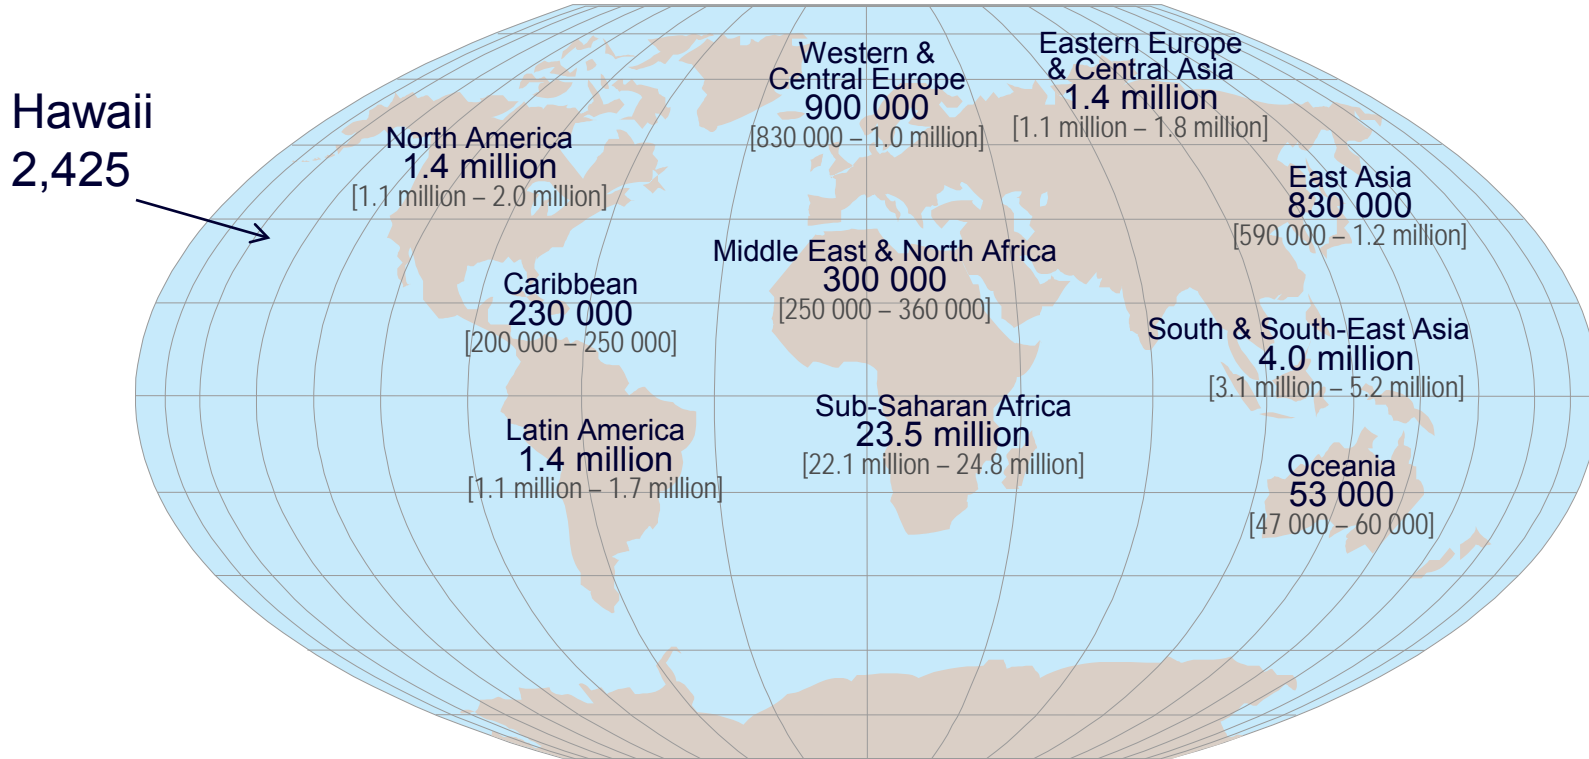 Hawaii
2,425
North America
1.4 million
[1.1 million – 2.0 million]
Western &
Central Europe
900 000
[830 000 – 1.0 million]
Eastern Europe
& Central Asia
1.4 million
[1.1 million – 1.8 million]
East Asia
830 000
[590 000 – 1.2 million]
Middle East & North Africa
300 000
[250 000 – 360 000]
Caribbean
230 000
[200 000 – 250 000]
South & South-East Asia
4.0 million
[3.1 million – 5.2 million]
Sub-Saharan Africa
23.5 million
[22.1 million – 24.8 million]
Latin America
1.4 million
[1.1 million – 1.7 million]
Oceania
53 000
[47 000 – 60 000]